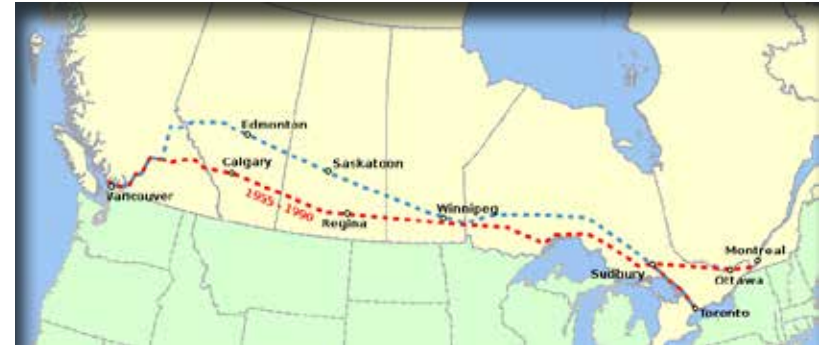 Edmonton
Calgary
Saskatoon
Vancouver
1955 - 1990
Regina
Winnipeg
Montreal
Sudbury
Ottawa
Toronto